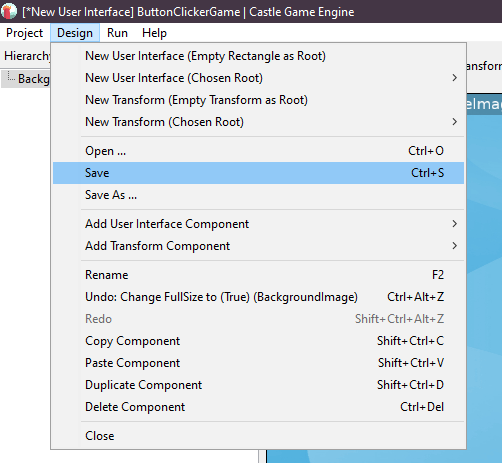 [*New User Interface] ButtonClickerGame | Castle Game Engine
Project Design Run Help
Hierarchy
Backg
New User Interface (Empty Rectangle as Root)
New User Interface (Chosen Root)
New Transform (Empty Transform as Root)
New Transform (Chosen Root)
ansform
eImag
Open ... Ctrl+O
Save Ctrl+S
Save As ...
Add User Interface Component
Add Transform Component
Rename F2
Undo: Change FullSize to (True) (BackgroundImage) Ctrl+Alt+Z
Redo Shift+Ctrl+Alt+Z
Copy Component Shift+Ctrl+C
Paste Component Shift+Ctrl+V
Duplicate Component Shift+Ctrl+D
Delete Component Ctrl+Del
Close